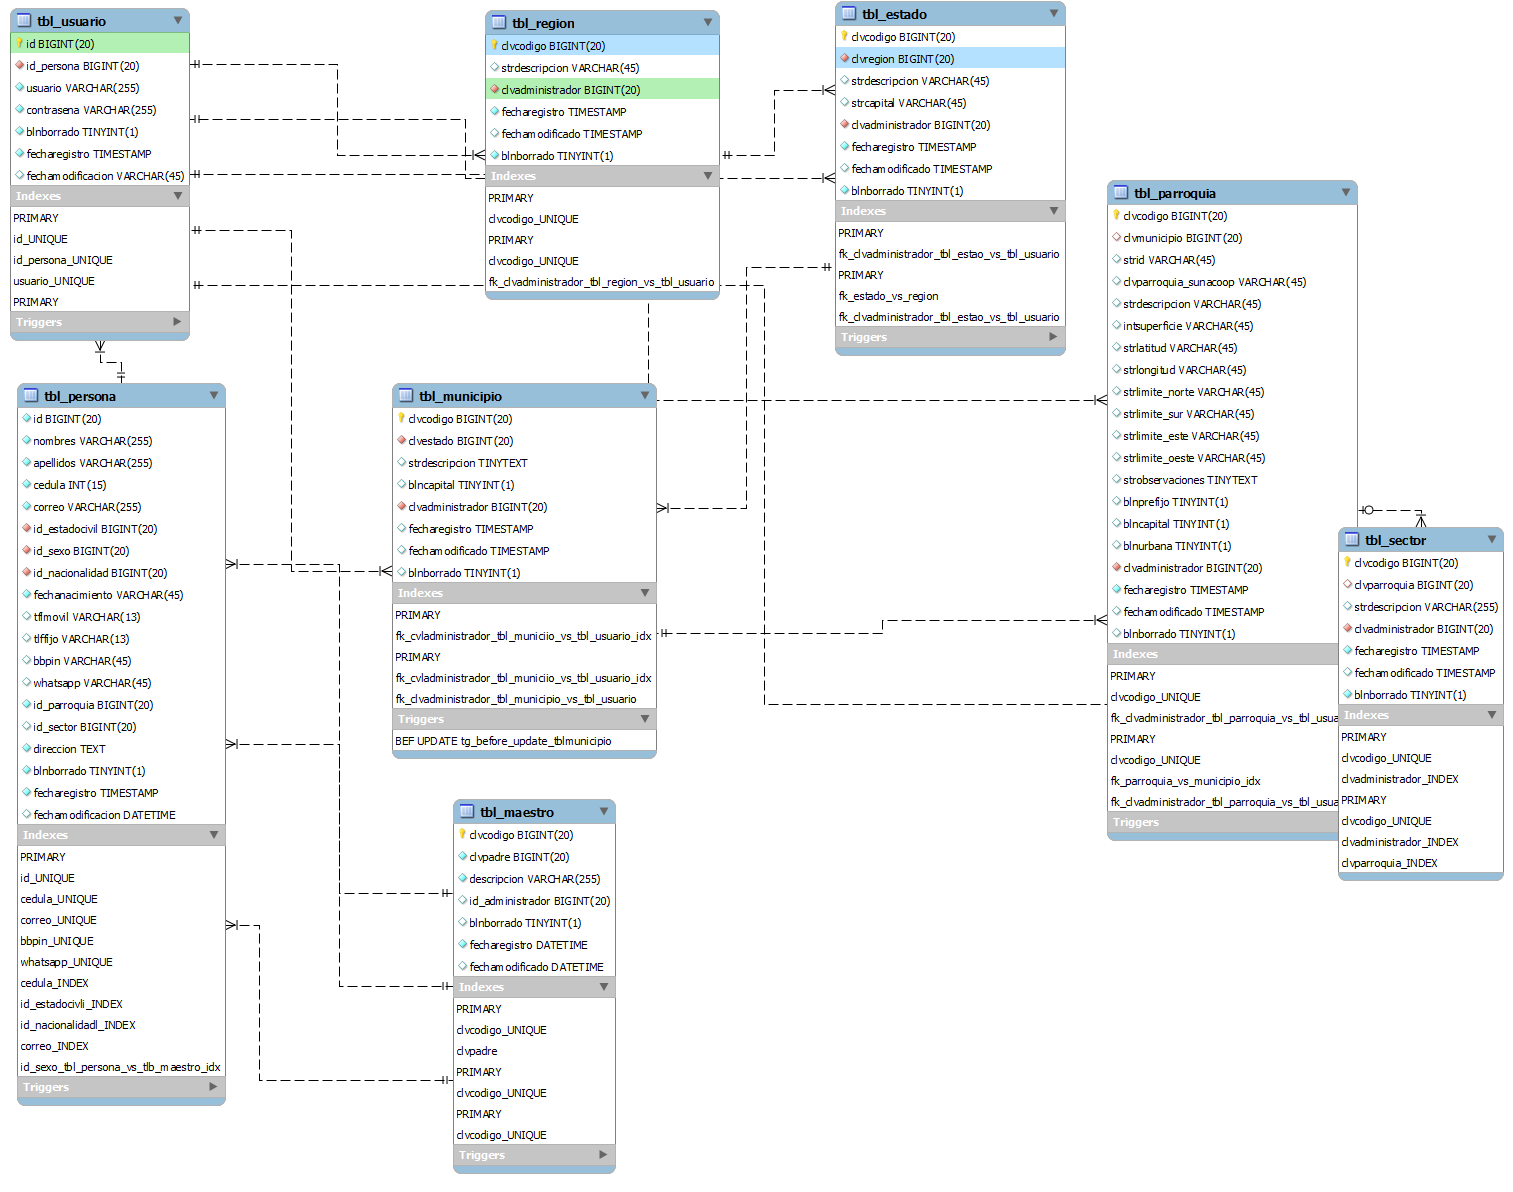 tbl_usuario
id BIGINT(20)
id_persona BIGINT(20)
usuario VARCHAR(255)
contrasena VARCHAR(255)
blnborrado TINYINT(1)
fecharegistro TIMESTAMP
fechamodificacion VARCHAR(45)
Indexes
PRIMARY
id_UNIQUE
id_persona_UNIQUE
usuario_UNIQUE
PRIMARY
Triggers
tbl_region
clvcodigo BIGINT(20)
strdescripcion VARCHAR(45)
clvadministrador BIGINT(20)
fecharegistro TIMESTAMP
fechamodificado TIMESTAMP
blnborrado TINYINT(1)
Indexes
PRIMARY
clvcodigo_UNIQUE
PRIMARY
clvcodigo_UNIQUE
fk_clvadministrador_tbl_region_vs_tbl_usuario
tbl_estado
clvcodigo BIGINT(20)
clvregion BIGINT(20)
strdescripcion VARCHAR(45)
strcapital VARCHAR(45)
clvadministrador BIGINT(20)
fecharegistro TIMESTAMP
fechamodificado TIMESTAMP
blnborrado TINYINT(1)
Indexes
PRIMARY
fk_clvadministrador_tbl_estao_vs_tbl_usuario
PRIMARY
fk_estado_vs_region
fk_clvadministrador_tbl_estao_vs_tbl_usuario
Triggers
tbl_parroquia
clvcodigo BIGINT(20)
clvmunicipio BIGINT(20)
strid VARCHAR(45)
clvparroquia_sunacoop VARCHAR(45)
strdescripcion VARCHAR(45)
intsuperficie VARCHAR(45)
strlatitud VARCHAR(45)
strlongitud VARCHAR(45)
strlimite_norte VARCHAR(45)
strlimite_sur VARCHAR(45)
strlimite_este VARCHAR(45)
strlimite_oeste VARCHAR(45)
strobservaciones TINYTEXT
blnprefijo TINYINT(1)
blncapital TINYINT(1)
blnurbana TINYINT(1)
clvadministrador BIGINT(20)
fecharegistro TIMESTAMP
fechamodificado TIMESTAMP
blnborrado TINYINT(1)
Indexes
PRIMARY
clvcodigo_UNIQUE
fk_clvadministrador_tbl_parroquia_vs_tbl_usua
PRIMARY
clvcodigo_UNIQUE
fk_parroquia_vs_municipio_idx
fk_clvadministrador_tbl_parroquia_vs_tbl_usua
Triggers
tbl_sector
clvcodigo BIGINT(20)
clvparroquia BIGINT(20)
strdescripcion VARCHAR(255)
clvadministrador BIGINT(20)
fecharegistro TIMESTAMP
fechamodificado TIMESTAMP
blnborrado TINYINT(1)
Indexes
PRIMARY
clvcodigo_UNIQUE
clvadministrador_INDEX
PRIMARY
clvcodigo_UNIQUE
clvadministrador_INDEX
clvparroquia_INDEX
tbl_persona
id BIGINT(20)
nombres VARCHAR(255)
apellidos VARCHAR(255)
cedula INT(15)
correo VARCHAR(255)
id_estadocivil BIGINT(20)
id_sexo BIGINT(20)
id_nacionalidad BIGINT(20)
fechanacimiento VARCHAR(45)
tflmovil VARCHAR(13)
tlffijo VARCHAR(13)
bbpin VARCHAR(45)
whatsapp VARCHAR(45)
id_parroquia BIGINT(20)
id_sector BIGINT(20)
direccion TEXT
blnborrado TINYINT(1)
fecharegistro TIMESTAMP
fechamodificacion DATETIME
Indexes
PRIMARY
id_UNIQUE
cedula_UNIQUE
correo_UNIQUE
bbpin_UNIQUE
whatsapp_UNIQUE
cedula_INDEX
id_estadocivli_INDEX
id_nacionalidadl_INDEX
correo_INDEX
id_sexo_tbl_persona_vs_tlb_maestro_idx
Triggers
tbl_municipio
clvcodigo BIGINT(20)
clvestado BIGINT(20)
strdescripcion TINYTEXT
blncapital TINYINT(1)
clvadministrador BIGINT(20)
fecharegistro TIMESTAMP
fechamodificado TIMESTAMP
blnborrado TINYINT(1)
Indexes
PRIMARY
fk_cvladministrador_tbl_municiio_vs_tbl_usuario_idx
PRIMARY
fk_cvladministrador_tbl_municiio_vs_tbl_usuario_idx
fk_clvadministrador_tbl_municipio_vs_tbl_usuario
Triggers
BEF UPDATE tg_before_update_tblmunicipio
tbl_maestro
clvcodigo BIGINT(20)
clvpadre BIGINT(20)
descripcion VARCHAR(255)
id_administrador BIGINT(20)
blnborrado TINYINT(1)
fecharegistro DATETIME
fechamodificado DATETIME
Indexes
PRIMARY
clvcodigo_UNIQUE
clvpadre
PRIMARY
clvcodigo_UNIQUE
PRIMARY
clvcodigo_UNIQUE
Triggers